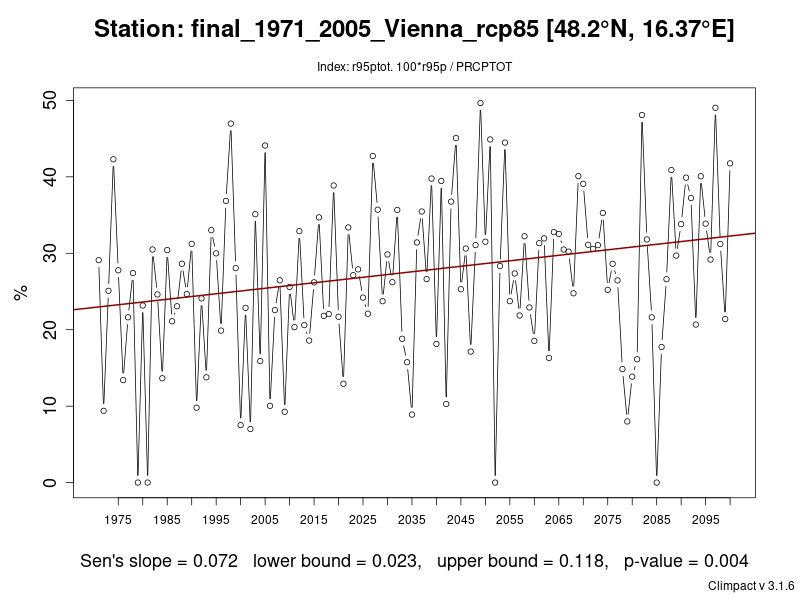 Station: final_1971_2005_Vienna_rcp85 [48.2°N, 16.37°E]
Index: r95ptot. 100*r95p / PRCPTOT
50
40
30
20
10
0
%
1975 1985 1995 2005 2015 2025 2035 2045 2055 2065 2075 2085 2095
Sen's slope = 0.072 lower bound = 0.023, upper bound = 0.118, p-value = 0.004
Climpact v 3.1.6